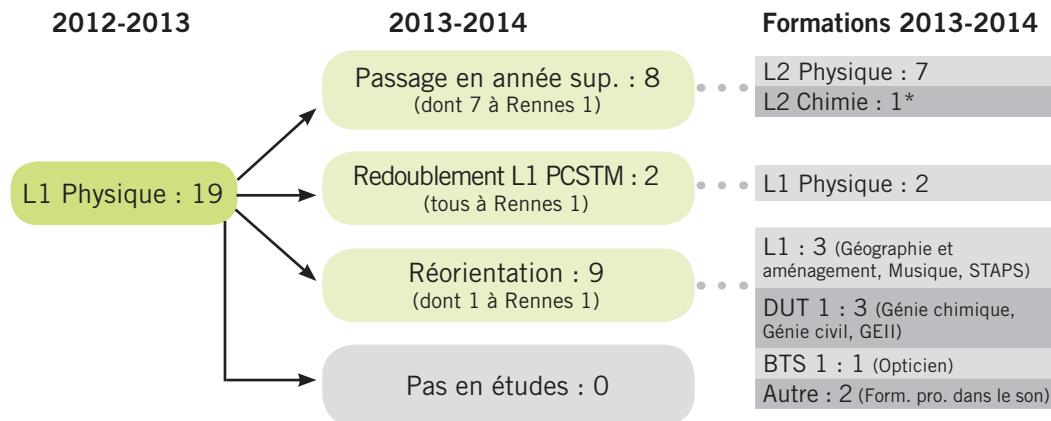 2012-2013
2013-2014
Formations 2013-2014
L1 Physique : 19
Passage en année sup. : 8
(dont 7 à Rennes 1)
L2 Physique : 7
L2 Chimie : 1*
Redoublement L1 PCSTM : 2
(tous à Rennes 1)
L1 Physique : 2
Réorientation : 9
(dont 1 à Rennes 1)
L1 : 3 (Géographie et
aménagement, Musique, STAPS)
DUT 1 : 3 (Génie chimique,
Génie civil, GEII)
BTS 1 : 1 (Opticien)
Autre : 2 (Form. pro. dans le son)
Pas en études : 0